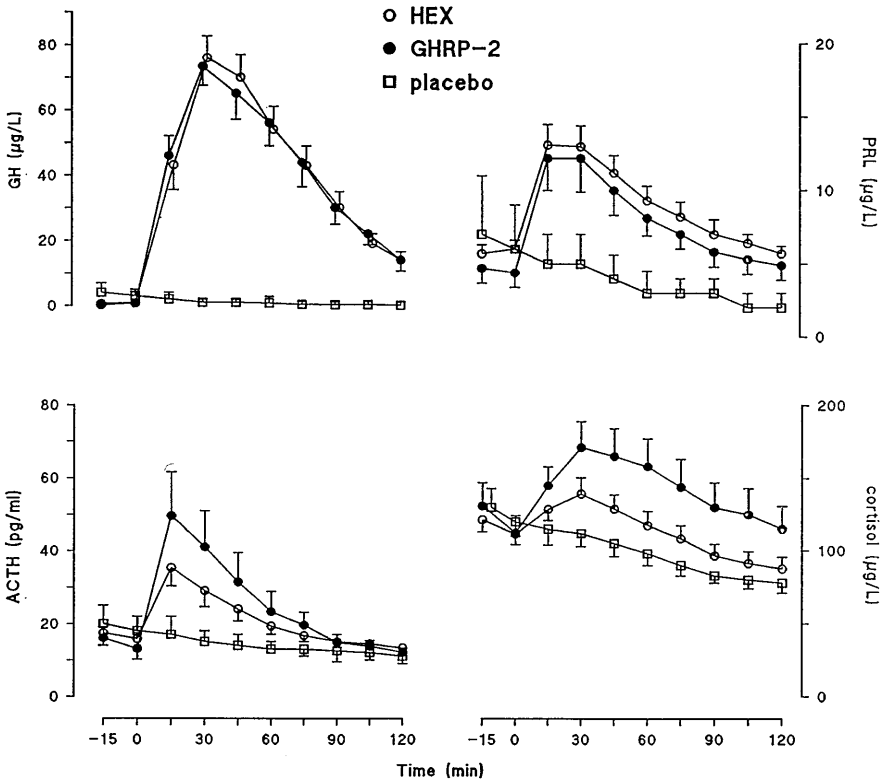 HEX
GHRP-2
placebo
GH (μg/L)
80
60
40
20
0
PRL (μg/L)
20
10
0
ACTH (pg/ml)
80
60
40
20
0
cortisol (μg/L)
200
100
0
-15 0 30 60 90 120
-15 0 30 60 90 120
Time (min)